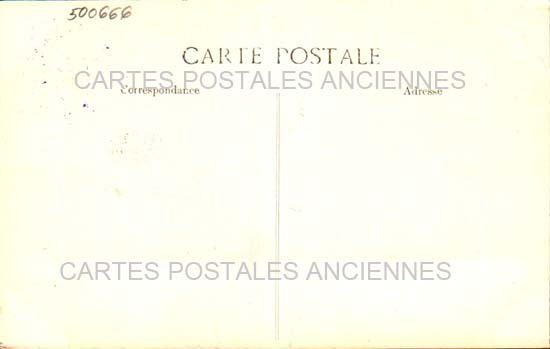 500666
CARTE POSTALE
CARTES POSTALES ANCIENNES
Correspondance Adresse
CARTES POSTALES ANCIENNES